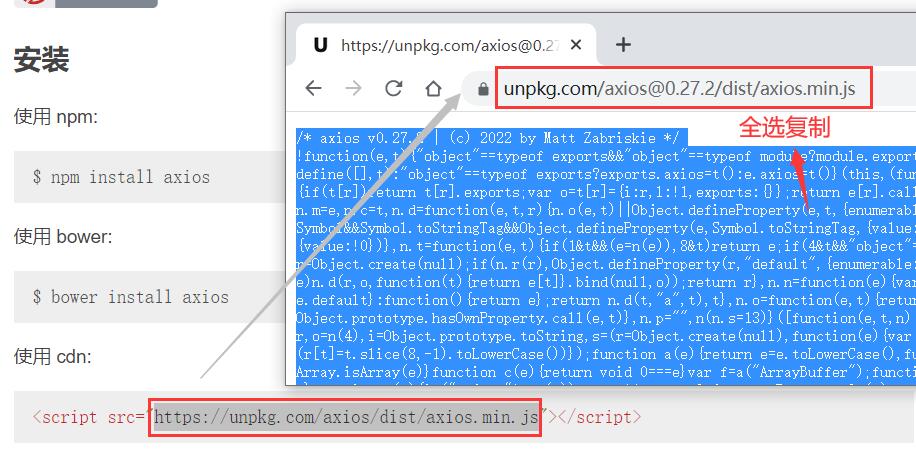 安装
使用 npm:
$ npm install axios
使用 bower:
$ bower install axios
使用 cdn:
<script src="https://unpkg.com/axios/dist/axios.min.js"></script>
U https://unpkg.com/axios@0.27
unpkg.com/axios@0.27.2/dist/axios.min.js
全选复制
/* axios v0.27.2 | (c) 2022 by Matt Zabriskie */
!function(e,t){"object"==typeof exports&&"object"==typeof module?module.export
define([],t):"object"==typeof exports?exports.axios=t():e.axios=t()}(this,(func
{if(t[r])return t[r].exports;var o=t[r]={i:r,l:!1,exports:{}};return e[r].call
n.m=e,n.c=t,n.d=function(e,t,r){n.o(e,t)||Object.defineProperty(e,t,{enumerable
Symbol&&Symbol.toStringTag&&Object.defineProperty(e,Symbol.toStringTag,{value:
{value:!0})},n.t=function(e,t){if(1&t&&(e=n(e)),8&t)return e;if(4&t&&"object"=
r=Object.create(null);if(n.r(r),Object.defineProperty(r,"default",{enumerable:
e)n.d(r,o,function(t){return e[t]}.bind(null,o));return r},n.n=function(e){var
e.default}:function(){return e};return n.d(t,"a",t),t},n.o=function(e,t){retur
Object.prototype.hasOwnProperty.call(e,t)},n.p="",n(n.s=13)}([function(e,t,n)
r,o=n(4),i=Object.prototype.toString,s=(r=Object.create(null),function(e){var
(r[t]=t.slice(8,-1).toLowerCase())});function a(e){return e=e.toLowerCase(),fu
Array.isArray(e)}function c(e){return void 0===e}var f=a("ArrayBuffer");functi